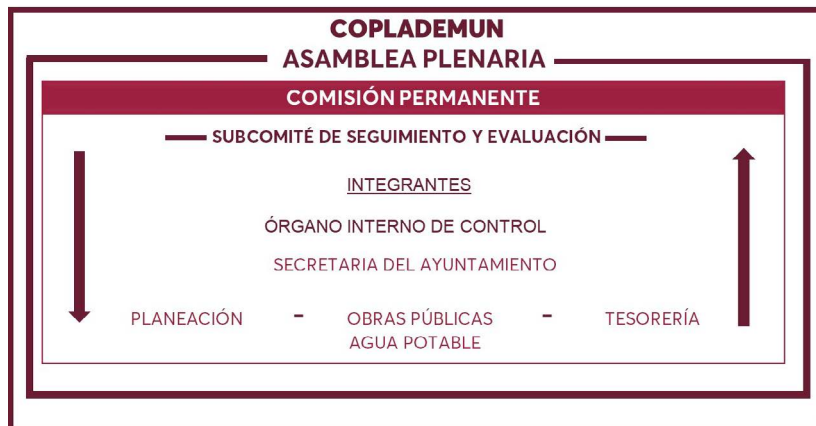 COPLADEMUN
ASAMBLEA PLENARIA
COMISIÓN PERMANENTE
SUBCOMITÉ DE SEGUIMIENTO Y EVALUACIÓN
INTEGRANTES
ÓRGANO INTERNO DE CONTROL
SECRETARIA DEL AYUNTAMIENTO
PLANEACIÓN - OBRAS PÚBLICAS - TESORERÍA
AGUA POTABLE